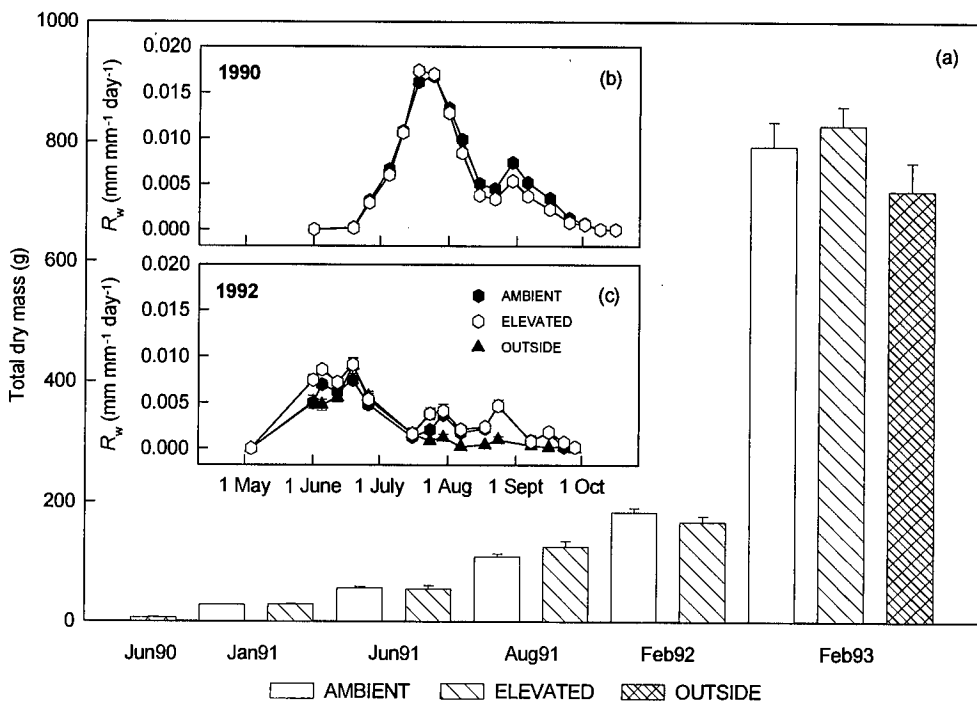 1000
800
600
400
200
0
Total dry mass (g)
(a)
1990
(b)
0.020
0.015
0.010
0.005
0.000
Rw (mm mm-1 day-1)
1992
(c)
0.020
0.015
0.010
0.005
0.000
Rw (mm mm-1 day-1)
AMBIENT
ELEVATED
OUTSIDE
1 May 1 June 1 July 1 Aug 1 Sept 1 Oct
Jun90 Jan91 Jun91 Aug91 Feb92 Feb93
AMBIENT ELEVATED OUTSIDE